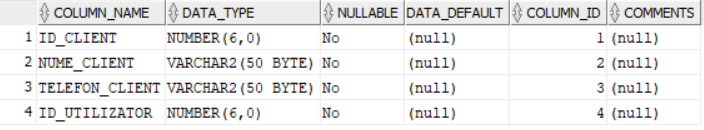 COLUMN_NAME DATA_TYPE NULLABLE DATA_DEFAULT COLUMN_ID COMMENTS
1 ID_CLIENT NUMBER(6,0) No (null) 1 (null)
2 NUME_CLIENT VARCHAR2(50 BYTE) No (null) 2 (null)
3 TELEFON_CLIENT VARCHAR2(50 BYTE) No (null) 3 (null)
4 ID_UTILIZATOR NUMBER(6,0) No (null) 4 (null)